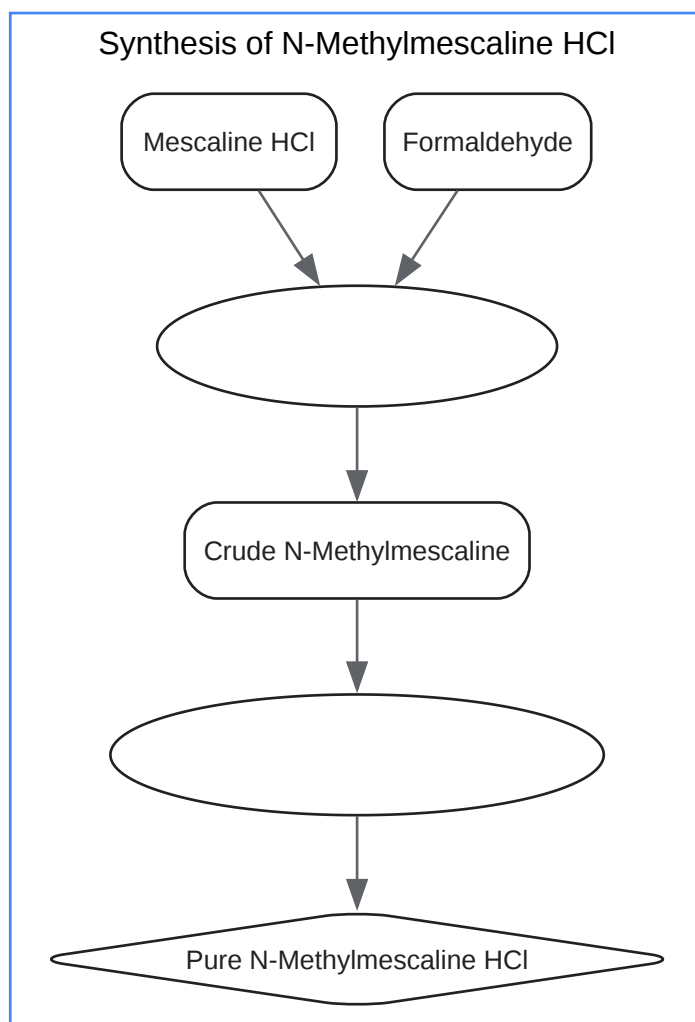 Synthesis of N-Methylmescaline HCl
Mescaline HCl
Formaldehyde
Crude N-Methylmescaline
Pure N-Methylmescaline HCl